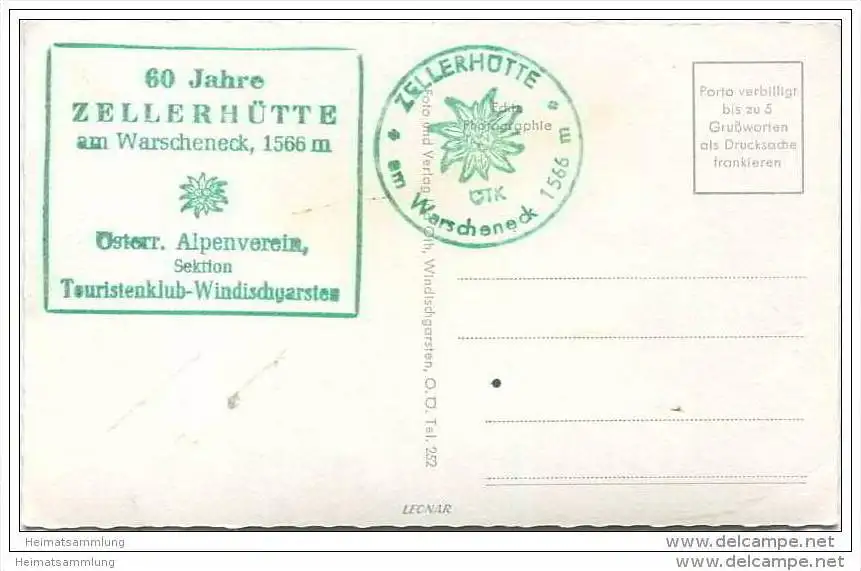 60 Jahre
ZELLERHÜTTE
am Warscheneck, 1566 m
Österr. Alpenverein,
Sektion
Touristenklub-Windischgarsten
ZELLERHÜTTE
am Warscheneck 1566 m
ÖTK
Echte
Photographie
Foto und Verlag Oth, Windischgarsten, O.Ö. Tel. 252
Porto verbilligt
bis zu 5
Grußworten
als Drucksache
frankieren
LEONAR
Heimatsammlung
www.delcampe.net
Heimatsammlung
www.delcampe.net